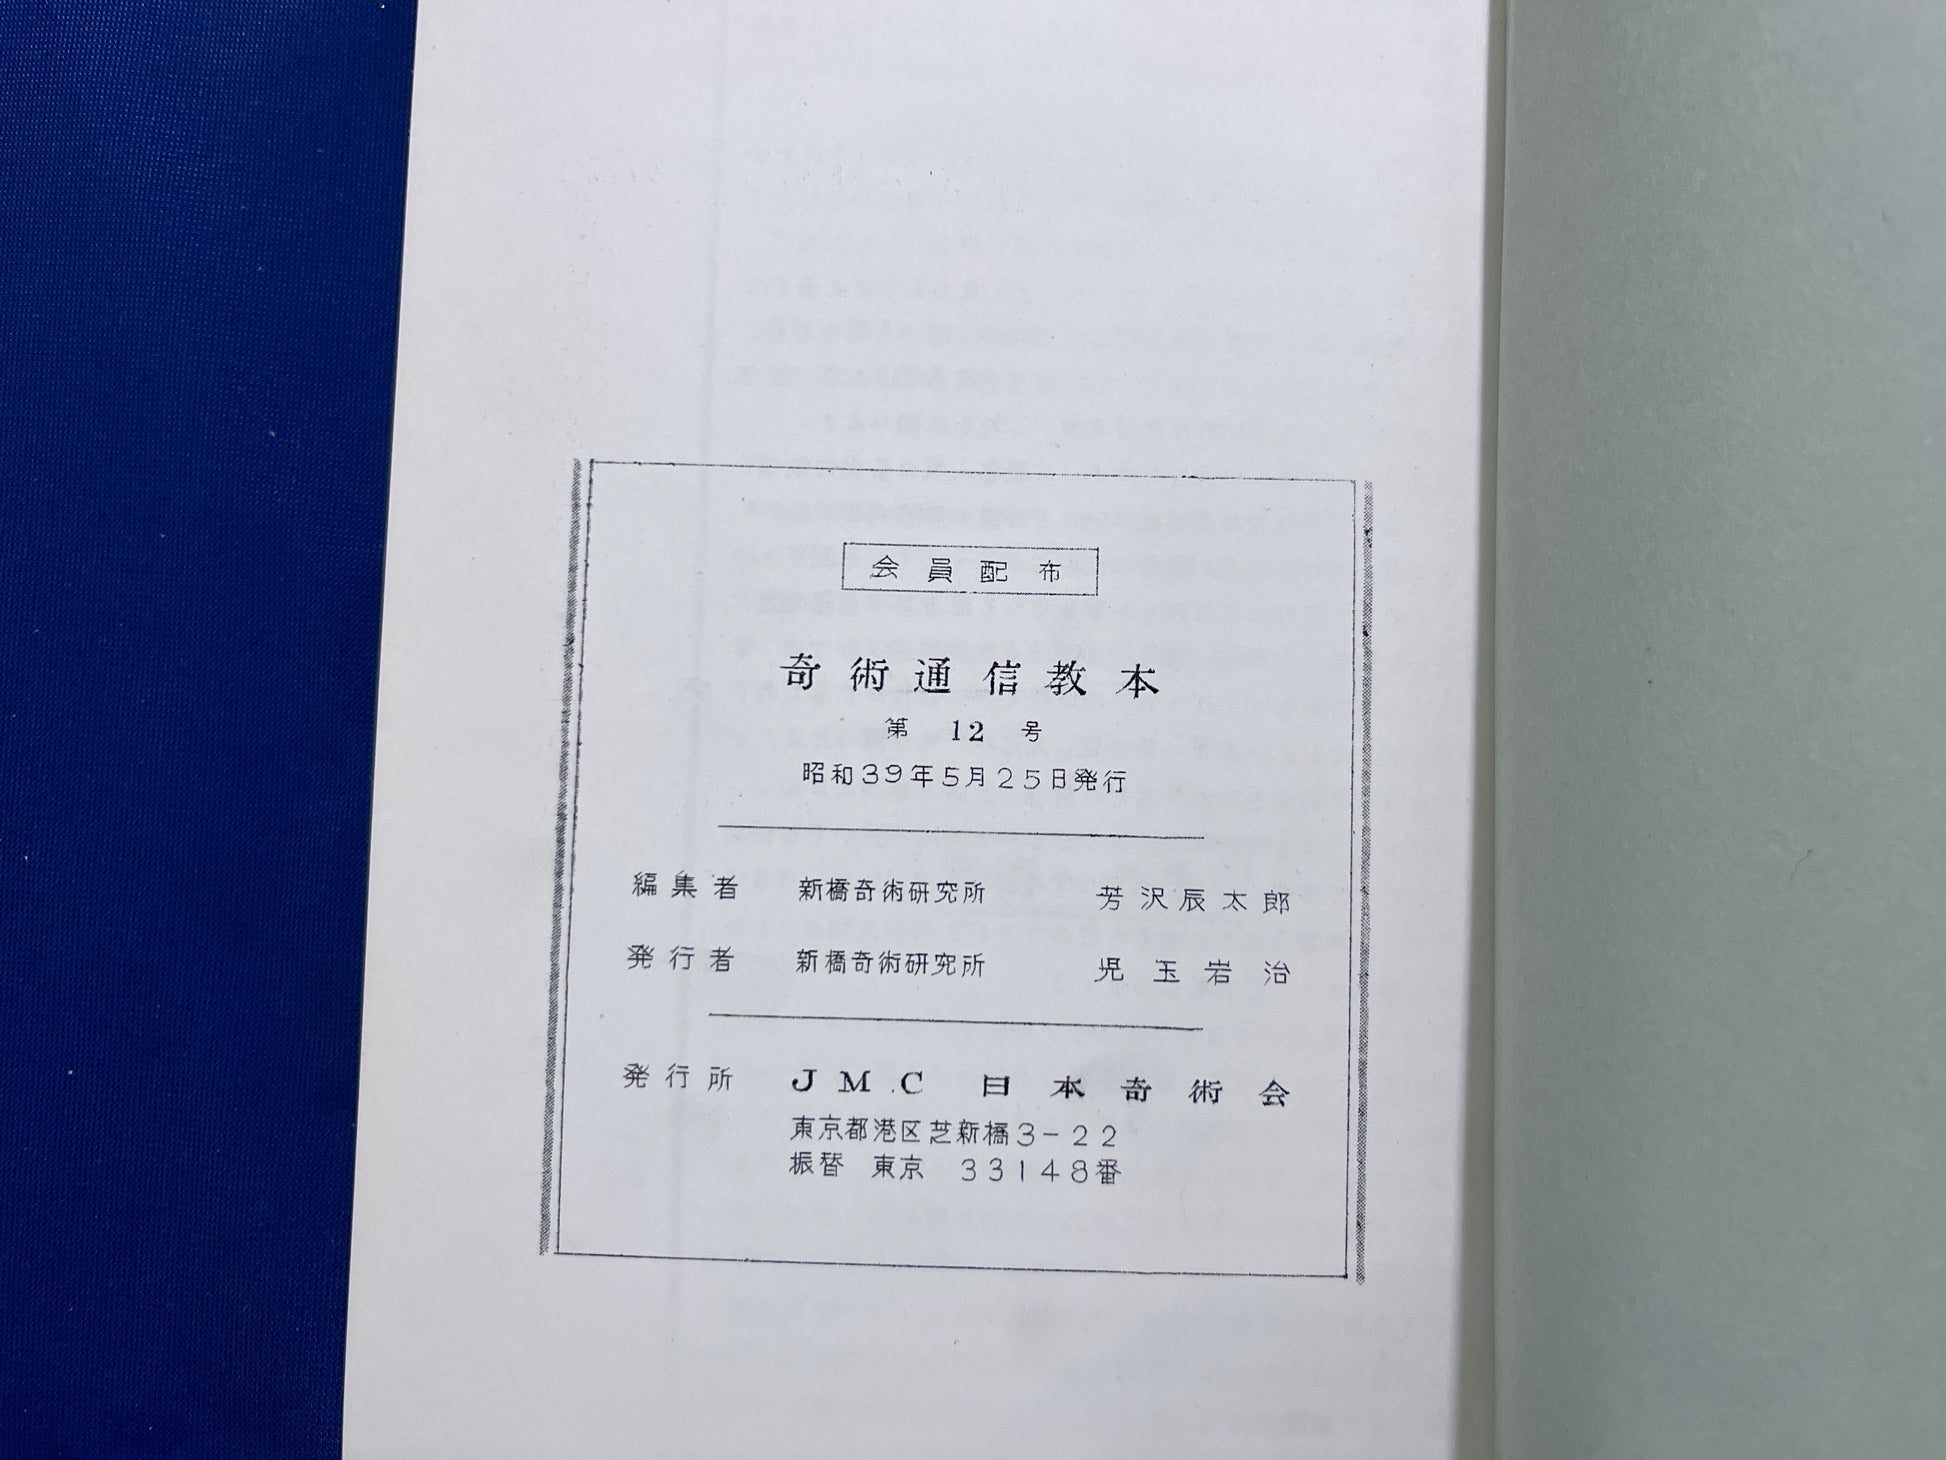 会員配布
奇術通信教本
第 12 号
昭和39年5月25日発行
編集者 新橋奇術研究所 芳沢辰太郎
発行者 新橋奇術研究所 児玉岩治
発行所 JMC 日本奇術会
東京都港区芝新橋3-22
振替 東京 33148番